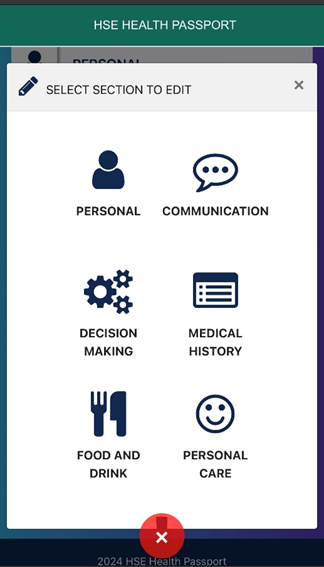 HSE HEALTH PASSPORT
PERSONAL
SELECT SECTION TO EDIT
×
PERSONAL
COMMUNICATION
DECISION
MAKING
MEDICAL
HISTORY
FOOD AND
DRINK
PERSONAL
CARE
2024 HSE Health Passport